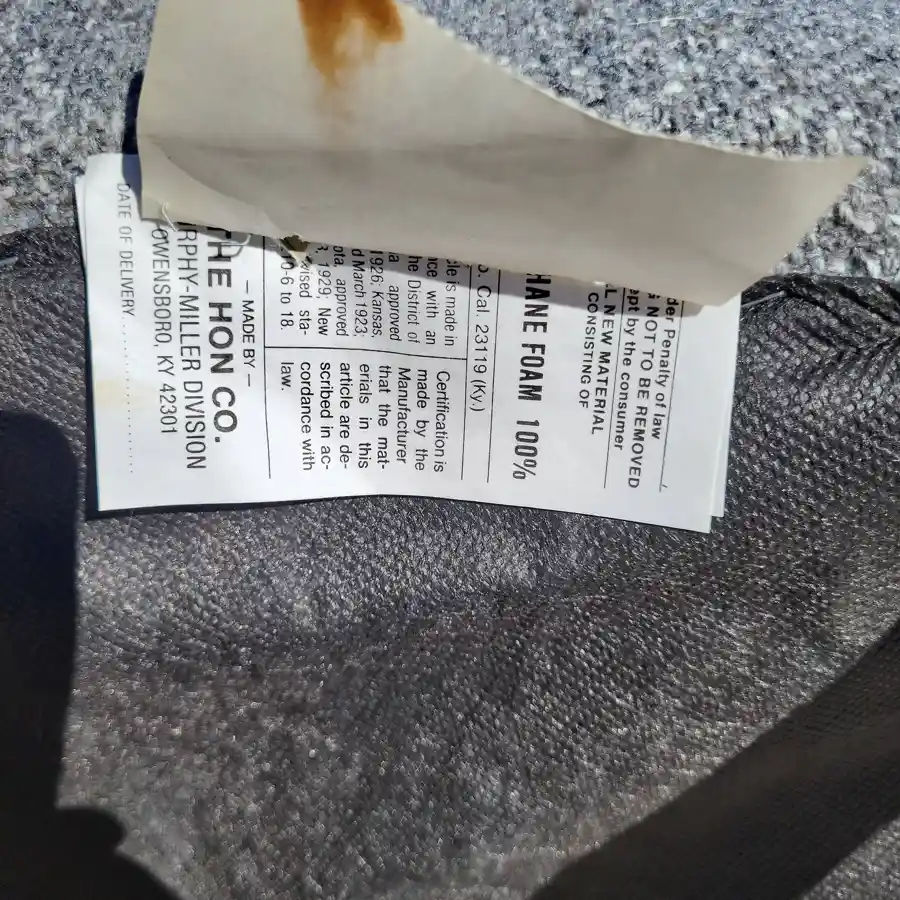 der Penalty of law
NOT TO BE REMOVED
ept by the consumer
L NEW MATERIAL
CONSISTING OF
HANE FOAM 100%
. Cal. 23119 (Ky.)
cle is made in
nce with an
he District of
a approved
1926; Kansas,
d March 1923;
ota approved
, 1929; New
vised sta-
-6 to 18.
Certification is
made by the
Manufacturer
that the mat-
erials in this
article are de-
scribed in ac-
cordance with
law.
— MADE BY —
THE HON CO.
RPHY-MILLER DIVISION
OWENSBORO, KY 42301
DATE OF DELIVERY